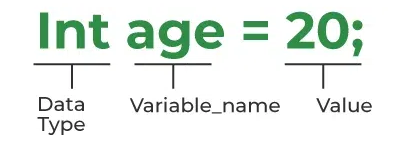 Int age = 20;
Data Variable_name Value
Type